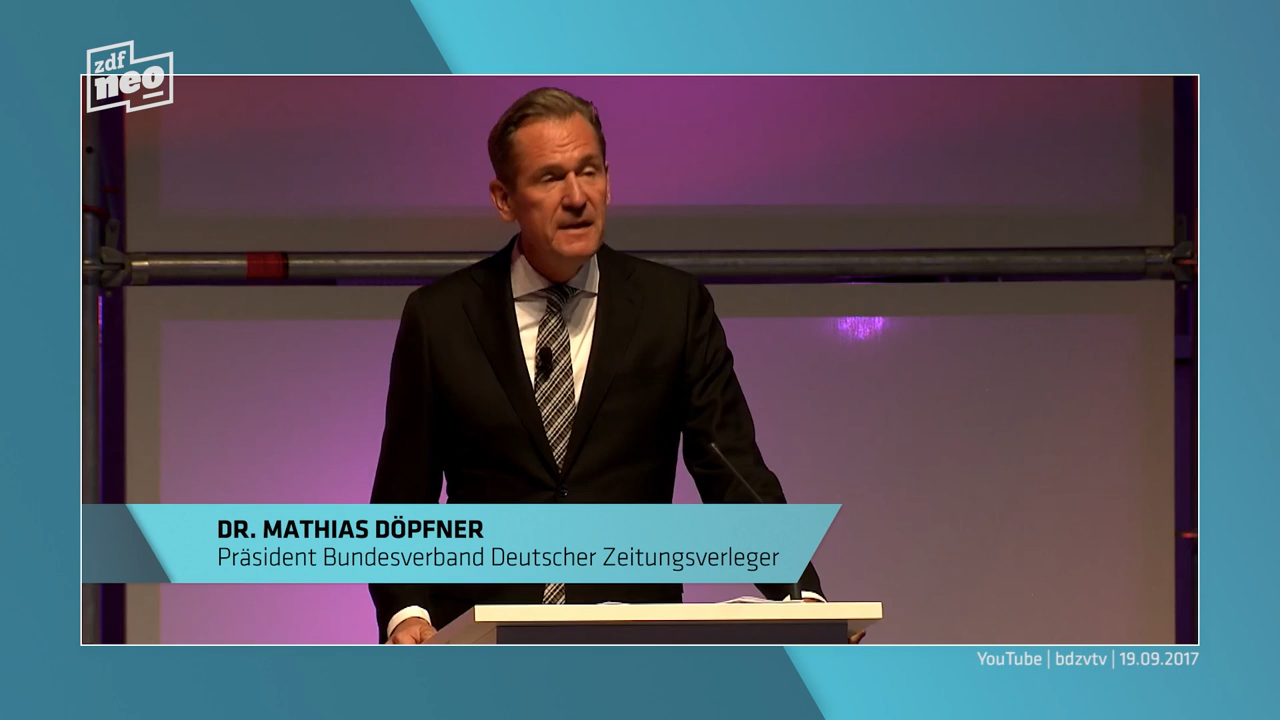 zdf
neo
DR. MATHIAS DÖPFNER
Präsident Bundesverband Deutscher Zeitungsverleger
YouTube | bdzvtv | 19.09.2017